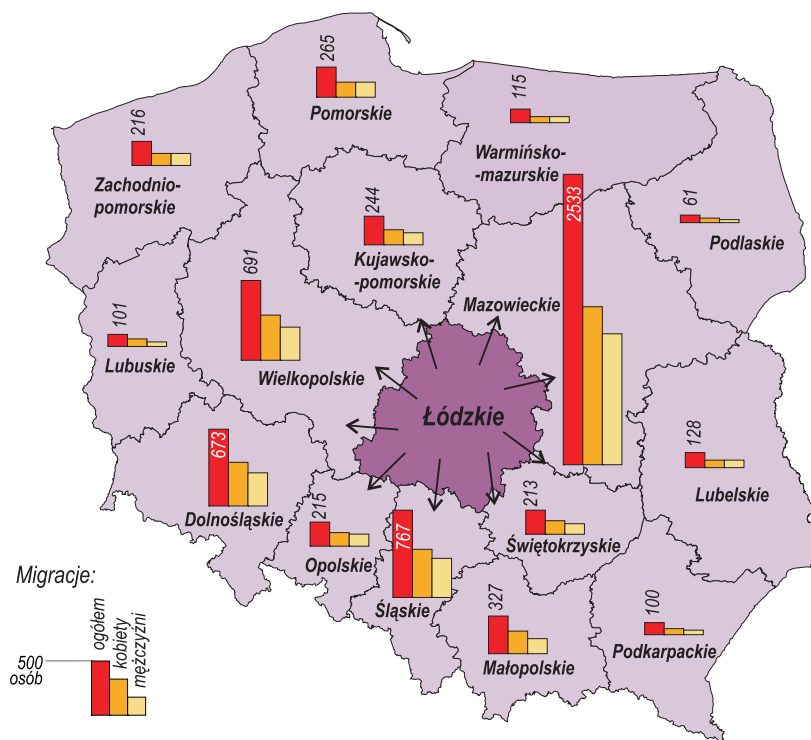 265
Pomorskie
115
Warmińsko-
-mazurskie
216
Zachodnio-
pomorskie
244
Kujawsko-
-pomorskie
2533
Mazowieckie
61
Podlaskie
691
Wielkopolskie
101
Lubuskie
Łódzkie
673
Dolnośląskie
128
Lubelskie
215
Opolskie
767
Śląskie
213
Świętokrzyskie
327
Małopolskie
100
Podkarpackie
Migracje:
500
osób
ogółem
kobiety
mężczyźni